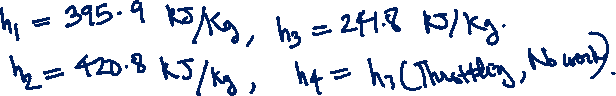 h₁ = 395.9 kJ/kg, h₃ = 241.8 kJ/kg.
h₂ = 420.8 kJ/kg, h₄ = h₃ (Throttling, No work).